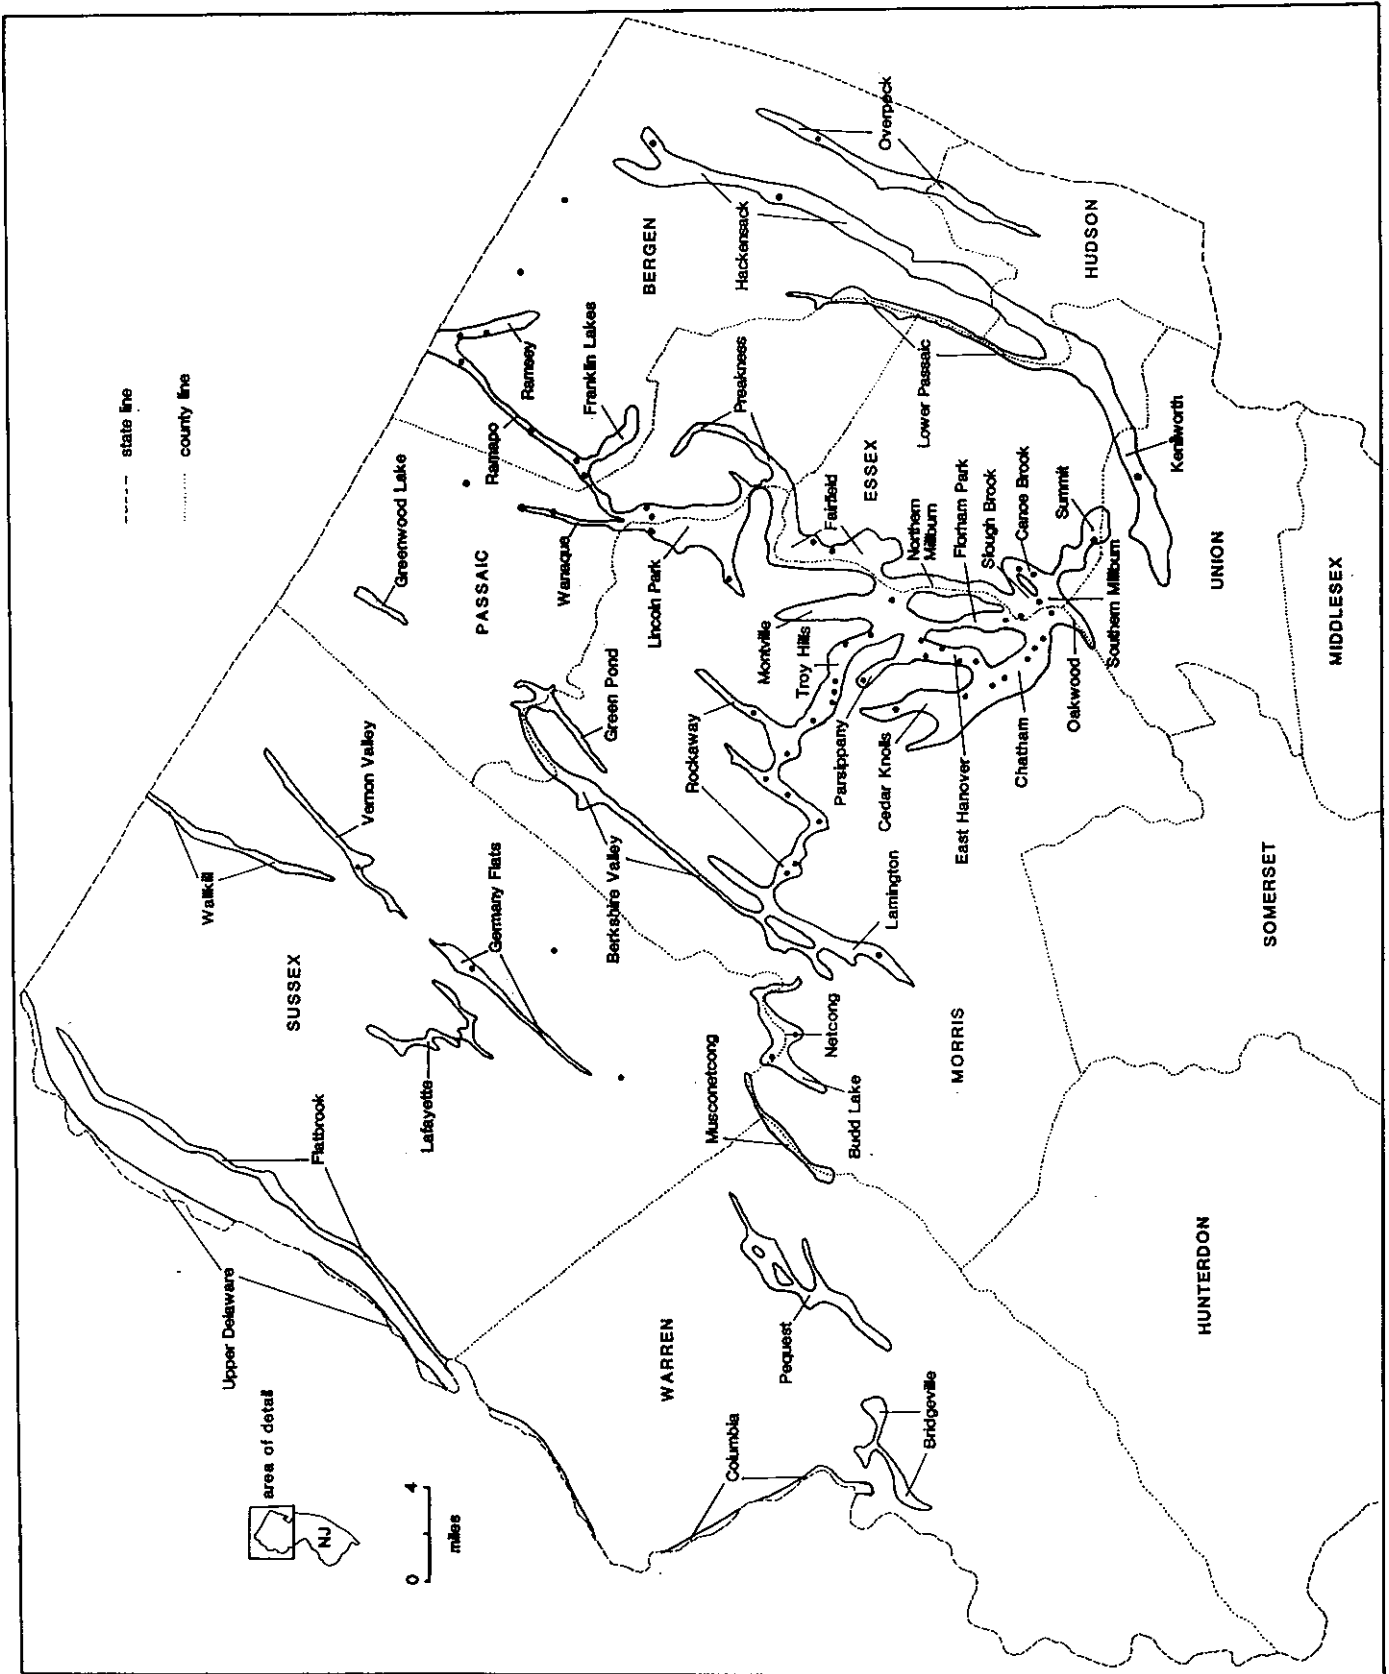 area of detail
NJ
0 4
miles
state line
county line
Upper Delaware
Flatbrook
SUSSEX
Wallkill
Vernon Valley
Lafayette
Germany Flats
Greenwood Lake
PASSAIC
Ramapo
Ramsey
Franklin Lakes
Wanaque
BERGEN
Hackensack
Overpeck
Lincoln Park
Preakness
Green Pond
Berkshire Valley
Rockaway
Montville
Troy Hills
Fairfield
ESSEX
Lower Passaic
HUDSON
WARREN
Columbia
Pequest
Bridgeville
Musconetcong
Netcong
Budd Lake
Lamington
MORRIS
Parsippany
Cedar Knolls
East Hanover
Chatham
Northern
Millburn
Florham Park
Slough Brook
Canoe Brook
Summit
Oakwood
Southern Millburn
Kenilworth
UNION
MIDDLESEX
SOMERSET
HUNTERDON